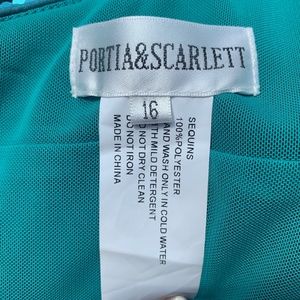 PORTIA&SCARLETT
16
SEQUINS
100%POLYESTER
AND WASH ONLY IN COLD WATER
WITH MILD DETERGENT
DO NOT DRY CLEAN
DO NOT IRON
MADE IN CHINA